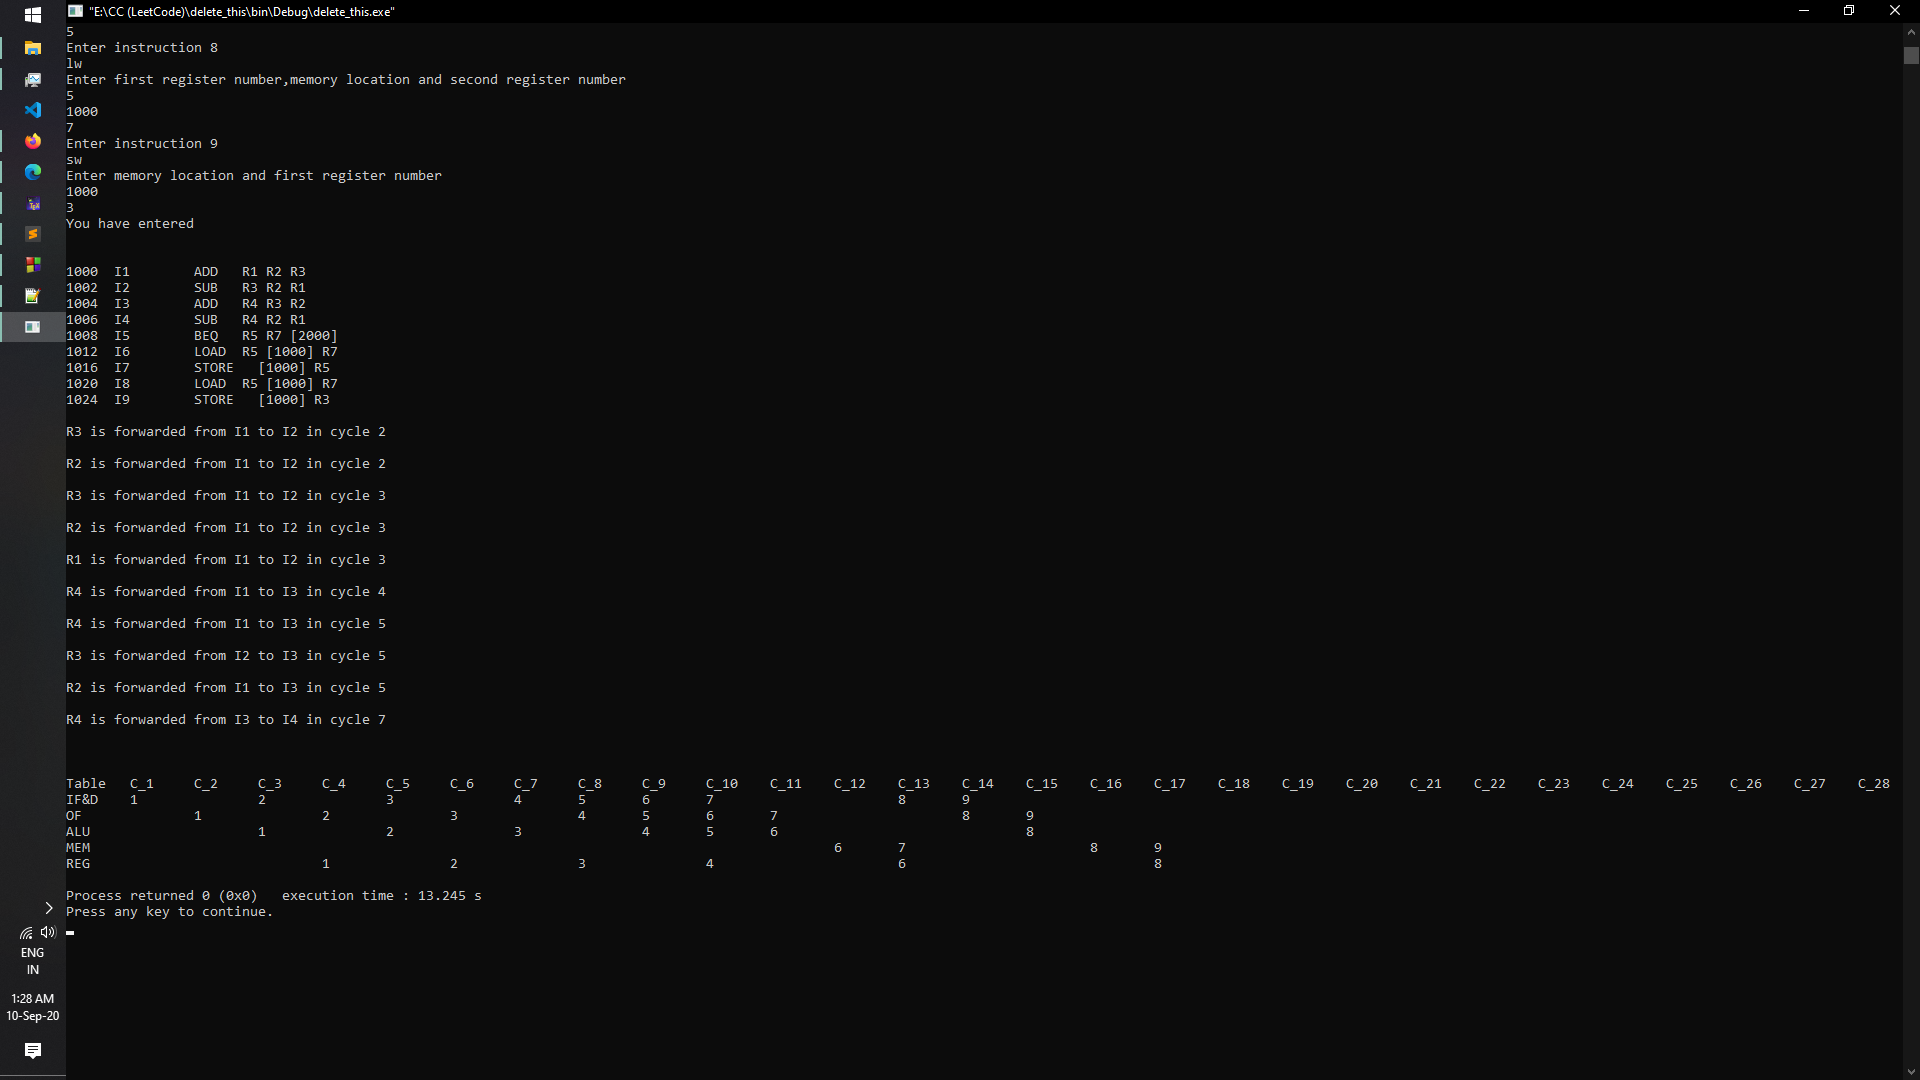 "E:\CC (LeetCode)\delete_this\bin\Debug\delete_this.exe"
5
Enter instruction 8
lw
Enter first register number,memory location and second register number
5
1000
7
Enter instruction 9
sw
Enter memory location and first register number
1000
3
You have entered
1000 I1 ADD R1 R2 R3
1002 I2 SUB R3 R2 R1
1004 I3 ADD R4 R3 R2
1006 I4 SUB R4 R2 R1
1008 I5 BEQ R5 R7 [2000]
1012 I6 LOAD R5 [1000] R7
1016 I7 STORE [1000] R5
1020 I8 LOAD R5 [1000] R7
1024 I9 STORE [1000] R3
R3 is forwarded from I1 to I2 in cycle 2
R2 is forwarded from I1 to I2 in cycle 2
R3 is forwarded from I1 to I2 in cycle 3
R2 is forwarded from I1 to I2 in cycle 3
R1 is forwarded from I1 to I2 in cycle 3
R4 is forwarded from I1 to I3 in cycle 4
R4 is forwarded from I1 to I3 in cycle 5
R3 is forwarded from I2 to I3 in cycle 5
R2 is forwarded from I1 to I3 in cycle 5
R4 is forwarded from I3 to I4 in cycle 7
Table C_1 C_2 C_3 C_4 C_5 C_6 C_7 C_8 C_9 C_10 C_11 C_12 C_13 C_14 C_15 C_16 C_17 C_18 C_19 C_20 C_21 C_22 C_23 C_24 C_25 C_26 C_27 C_28
IF&D 1 2 3 4 5 6 7 8 9
OF 1 2 3 4 5 6 7 8 9
ALU 1 2 3 4 5 6 8
MEM 6 7 8 9
REG 1 2 3 4 6 8
Process returned 0 (0x0) execution time : 13.245 s
Press any key to continue.
ENG
IN
1:28 AM
10-Sep-20